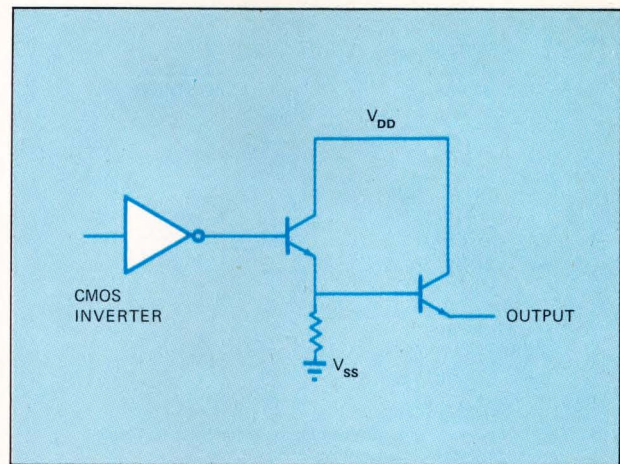 V_DD
CMOS
INVERTER
OUTPUT
V_SS